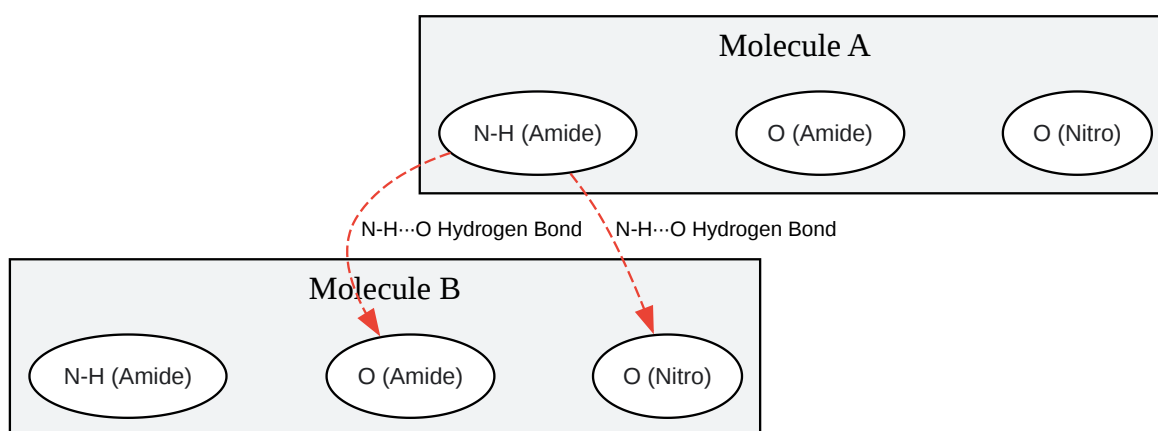 Molecule A
N-H (Amide)
O (Amide)
O (Nitro)
N-H···O Hydrogen Bond
N-H···O Hydrogen Bond
Molecule B
N-H (Amide)
O (Amide)
O (Nitro)